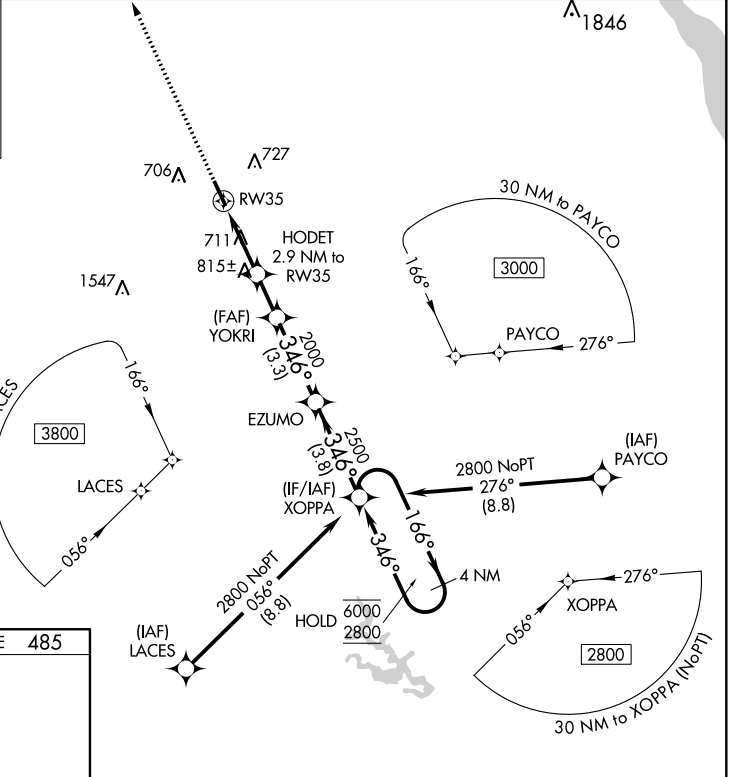 1846
706
727
RW35
711
HODET
2.9 NM to
RW35
815±
1547
(FAF)
YOKRI
2000
346°
(3.3)
EZUMO
2500
346°
(3.8)
(IF/IAF)
XOPPA
30 NM to PAYCO
3000
166°
PAYCO
276°
166°
3800
LACES
056°
(IAF)
PAYCO
2800 NoPT
276°
(8.8)
166°
346°
4 NM
HOLD
6000
2800
2800 NoPT
056°
(8.8)
(IAF)
LACES
276°
XOPPA
056°
2800
30 NM to XOPPA (NoPT)
485